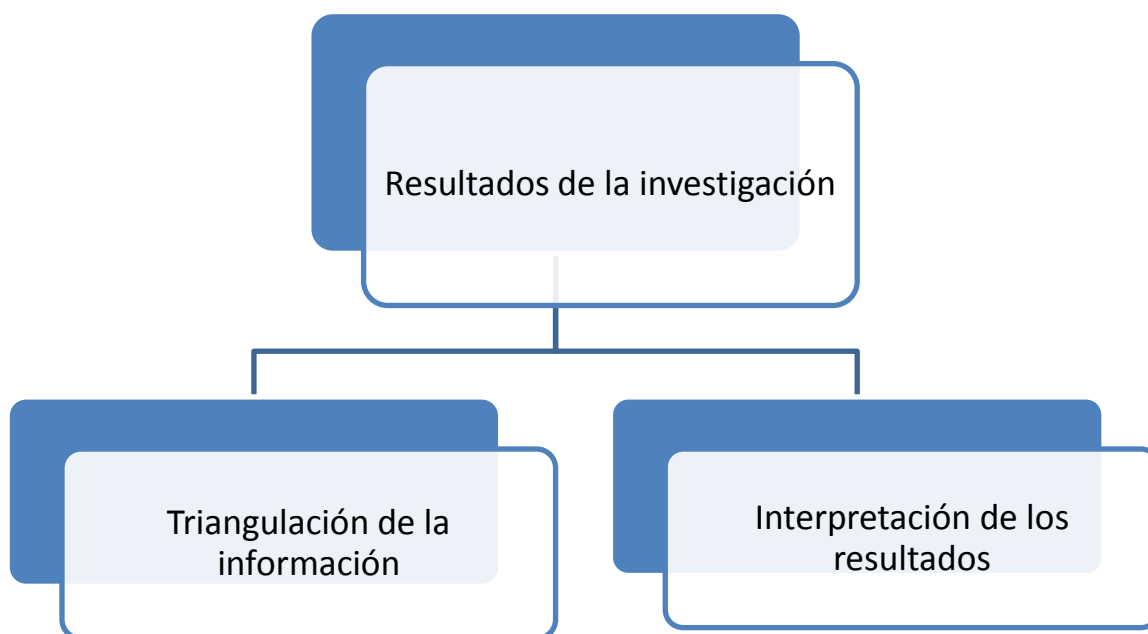 Resultados de la investigación
Triangulación de la
información
Interpretación de los
resultados